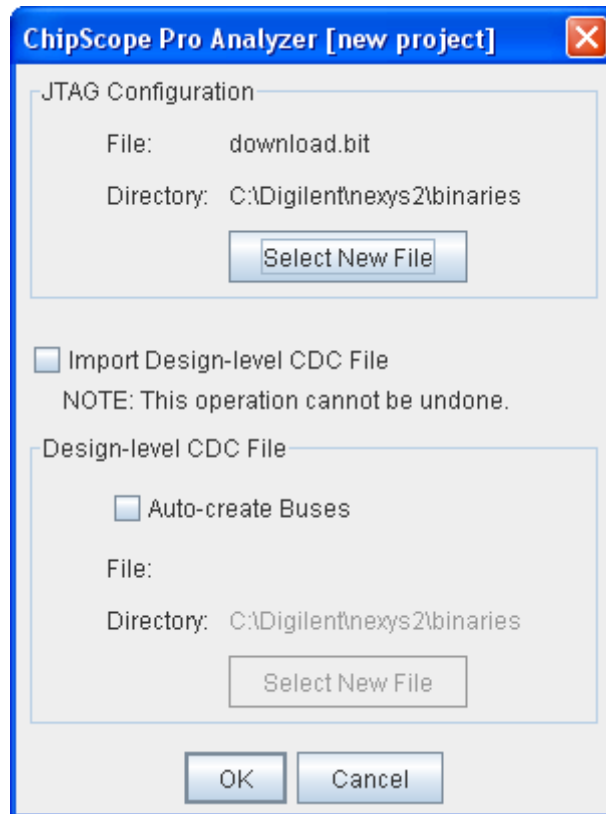 ChipScope Pro Analyzer [new project]
JTAG Configuration
File: download.bit
Directory: C:\Digilent\nexys2\binaries
Select New File
Import Design-level CDC File
NOTE: This operation cannot be undone.
Design-level CDC File
Auto-create Buses
File:
Directory: C:\Digilent\nexys2\binaries
Select New File
OK Cancel